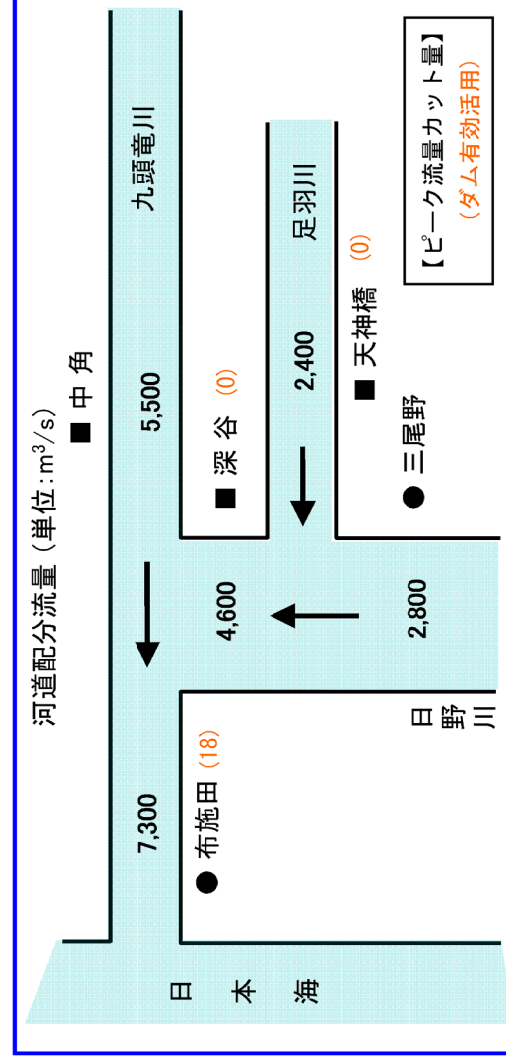 河道配分流量(単位:m³/s)
■中角
九頭竜川
5,500
7,300
●布施田(18)
■深谷(0)
4,600
足羽川
2,400
■天神橋(0)
●三尾野
2,800
日野川
日本海
【ピーク流量カット量】
(ダム有効活用)